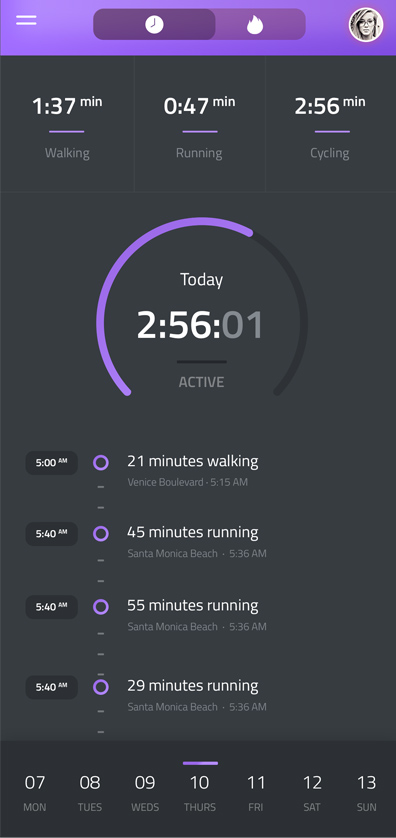 1:37 min
0:47 min
2:56 min
Walking
Running
Cycling
Today
2:56:01
ACTIVE
5:00 AM
21 minutes walking
Venice Boulevard · 5:15 AM
5:40 AM
45 minutes running
Santa Monica Beach · 5:36 AM
5:40 AM
55 minutes running
Santa Monica Beach · 5:36 AM
5:40 AM
29 minutes running
Santa Monica Beach · 5:36 AM
07 08 09 10 11 12 13
MON TUES WEDS THURS FRI SAT SUN